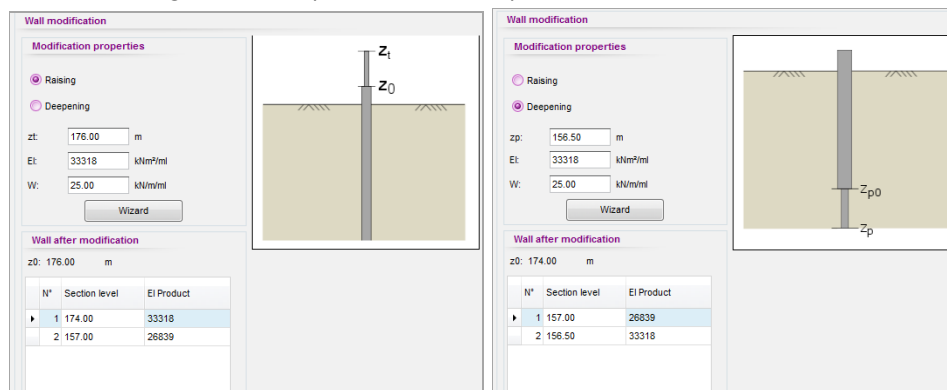 Wall modification
Modification properties
Raising
Deepening
zt: 176.00 m
EI: 33318 kNm²/ml
W: 25.00 kN/m/ml
Wizard
Zt
Z0
Wall after modification
z0: 176.00 m
N° Section level EI Product
1 174.00 33318
2 157.00 26839
Wall modification
Modification properties
Raising
Deepening
zp: 156.50 m
EI: 33318 kNm²/ml
W: 25.00 kN/m/ml
Wizard
Zp0
Zp
Wall after modification
z0: 174.00 m
N° Section level EI Product
1 157.00 26839
2 156.50 33318